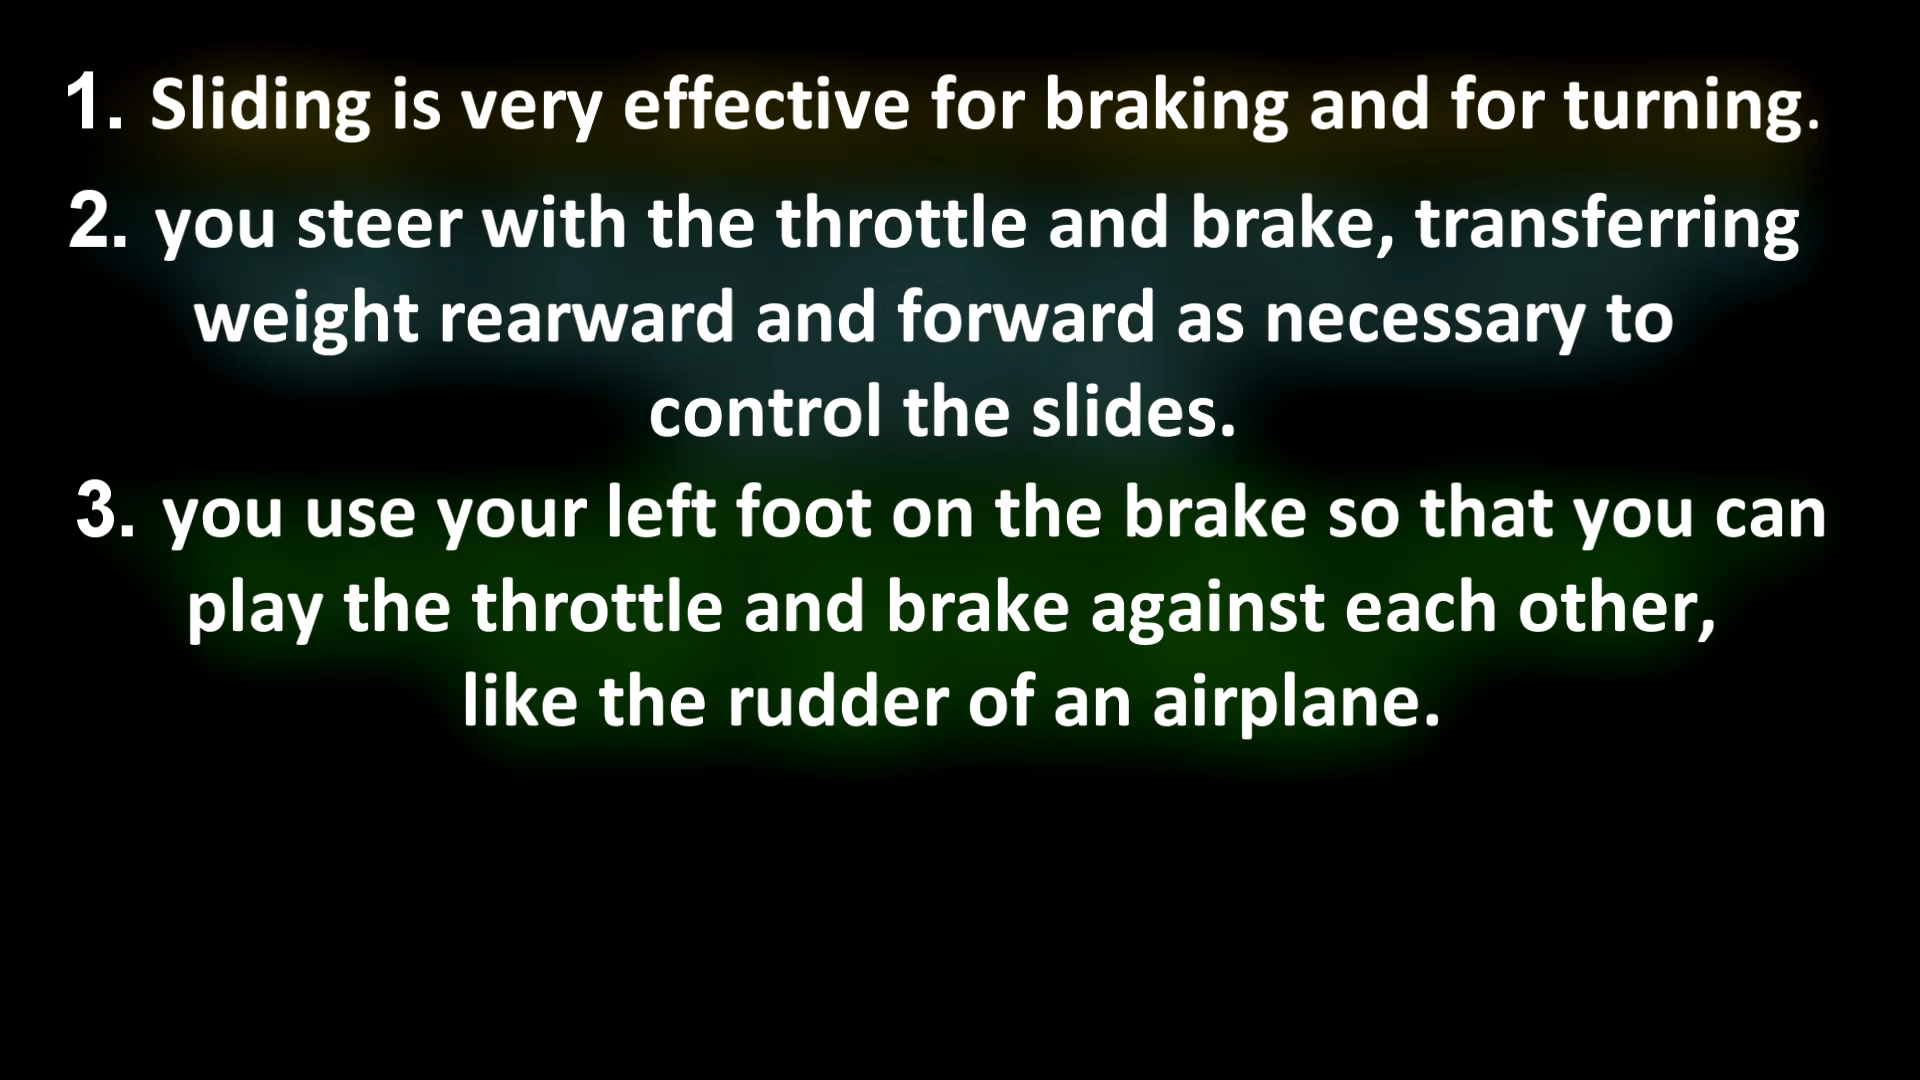 1. Sliding is very effective for braking and for turning.
2. you steer with the throttle and brake, transferring
weight rearward and forward as necessary to
control the slides.
3. you use your left foot on the brake so that you can
play the throttle and brake against each other,
like the rudder of an airplane.